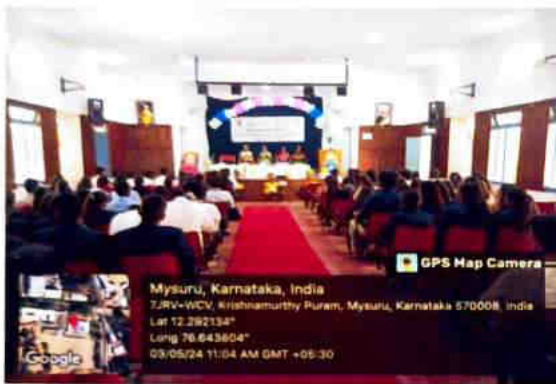 GPS Map Camera
Mysuru, Karnataka, India
7JRV+WCV, Krishnamurthy Puram, Mysuru, Karnataka 570008, India
Lat 12.292134°
Long 76.643604°
03/05/24 11:04 AM GMT +05:30
Google